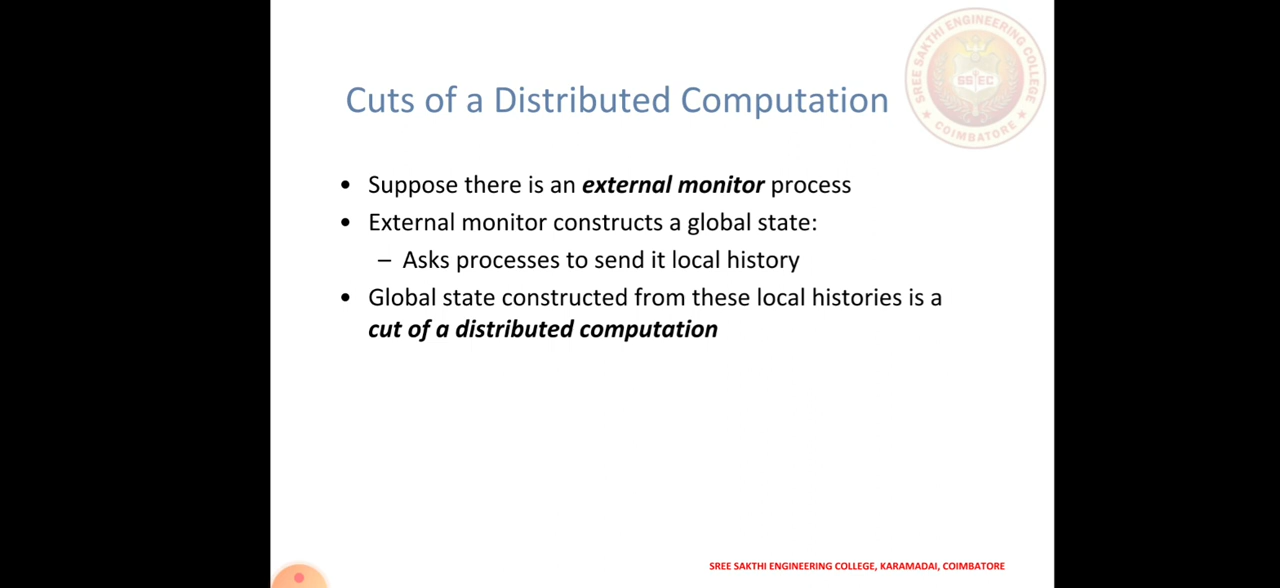 Cuts of a Distributed Computation
SREE SAKTHI ENGINEERING COLLEGE
SSEC
★ COIMBATORE ★
• Suppose there is an external monitor process
• External monitor constructs a global state:
– Asks processes to send it local history
• Global state constructed from these local histories is a
cut of a distributed computation
SREE SAKTHI ENGINEERING COLLEGE, KARAMADAI, COIMBATORE